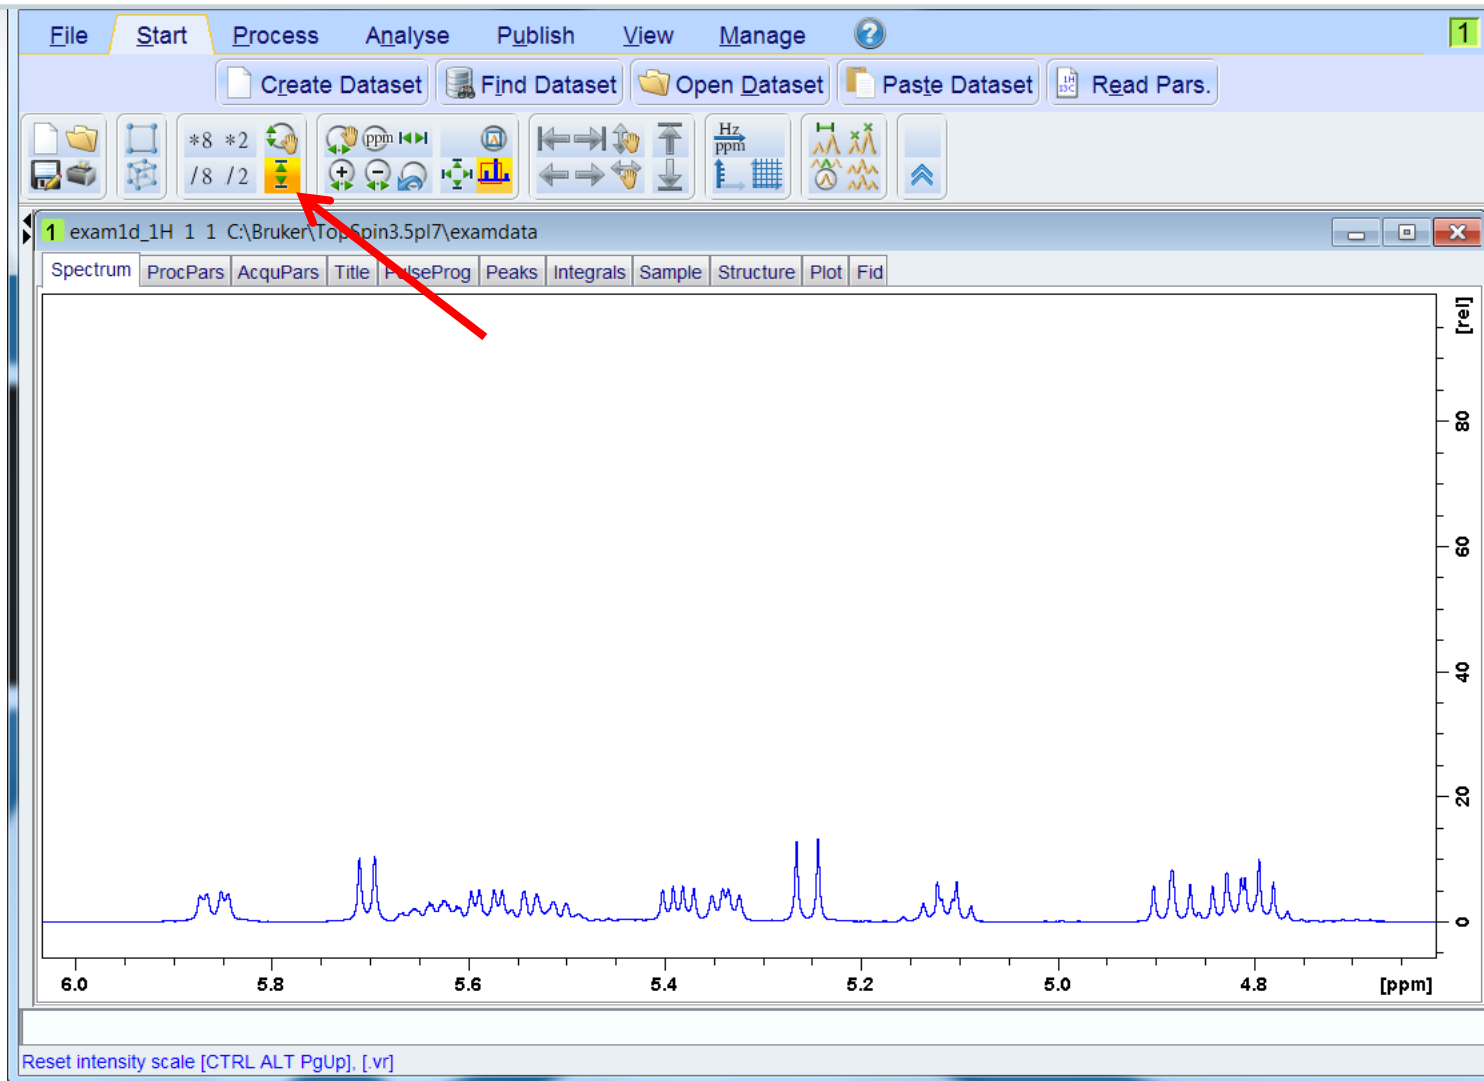 File Start Process Analyse Publish View Manage ? 1
Create Dataset Find Dataset Open Dataset Paste Dataset 1H 13C Read Pars.
*8 *2 ppm A Hz ppm
/8 /2
1 exam1d_1H 1 1 C:\Bruker\TopSpin3.5pl7\examdata
Spectrum ProcPars AcquPars Title PulseProg Peaks Integrals Sample Structure Plot Fid
[rel]
80
60
40
20
0
6.0 5.8 5.6 5.4 5.2 5.0 4.8 [ppm]
Reset intensity scale [CTRL ALT PgUp], [.vr]